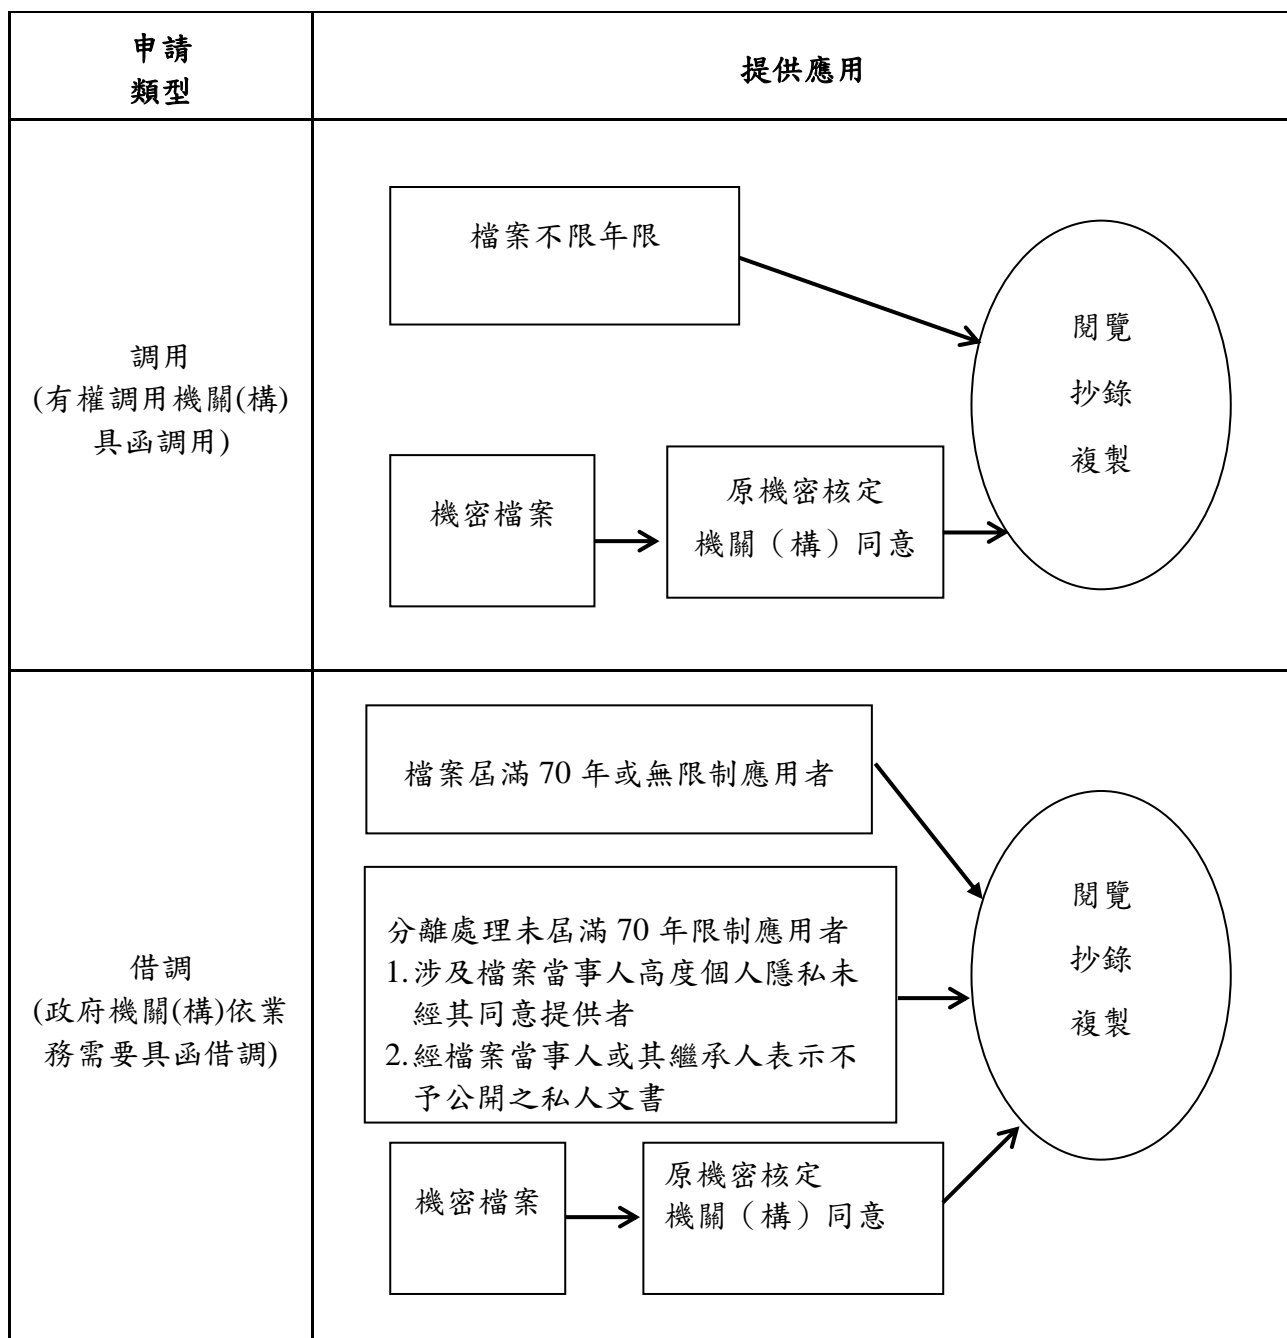 申請
類型
提供應用
調用
(有權調用機關(構)
具函調用)
檔案不限年限
機密檔案
原機密核定
機關（構）同意
閱覽
抄錄
複製
借調
(政府機關(構)依業
務需要具函借調)
檔案屆滿 70 年或無限制應用者
分離處理未屆滿 70 年限制應用者
1.涉及檔案當事人高度個人隱私未
經其同意提供者
2.經檔案當事人或其繼承人表示不
予公開之私人文書
機密檔案
原機密核定
機關（構）同意
閱覽
抄錄
複製